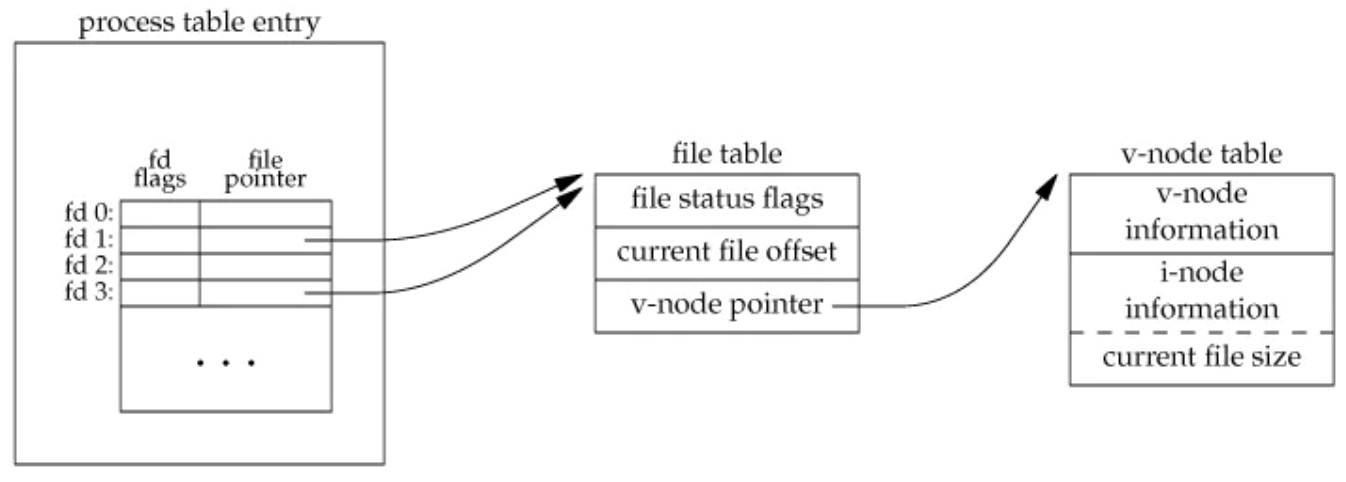 process table entry
fd
flags
file
pointer
fd 0:
fd 1:
fd 2:
fd 3:
. . .
file table
file status flags
current file offset
v-node pointer
v-node table
v-node
information
i-node
information
current file size